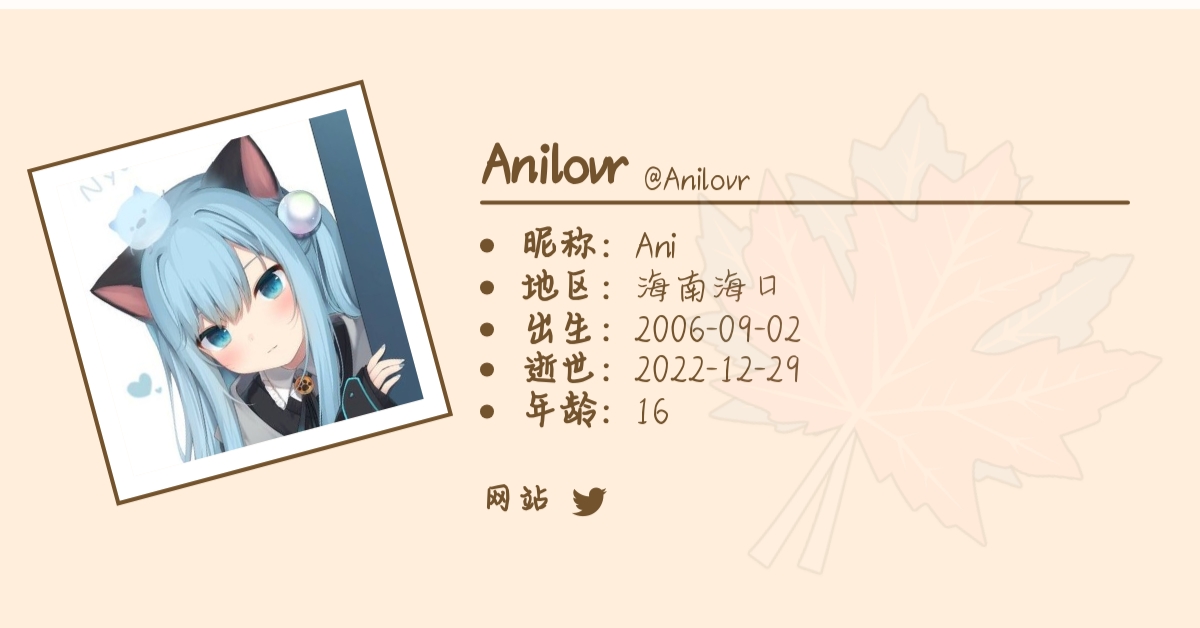 NY~
Anilovr @Anilovr
昵称：Ani
地区：海南海口
出生：2006-09-02
逝世：2022-12-29
年龄：16
网站